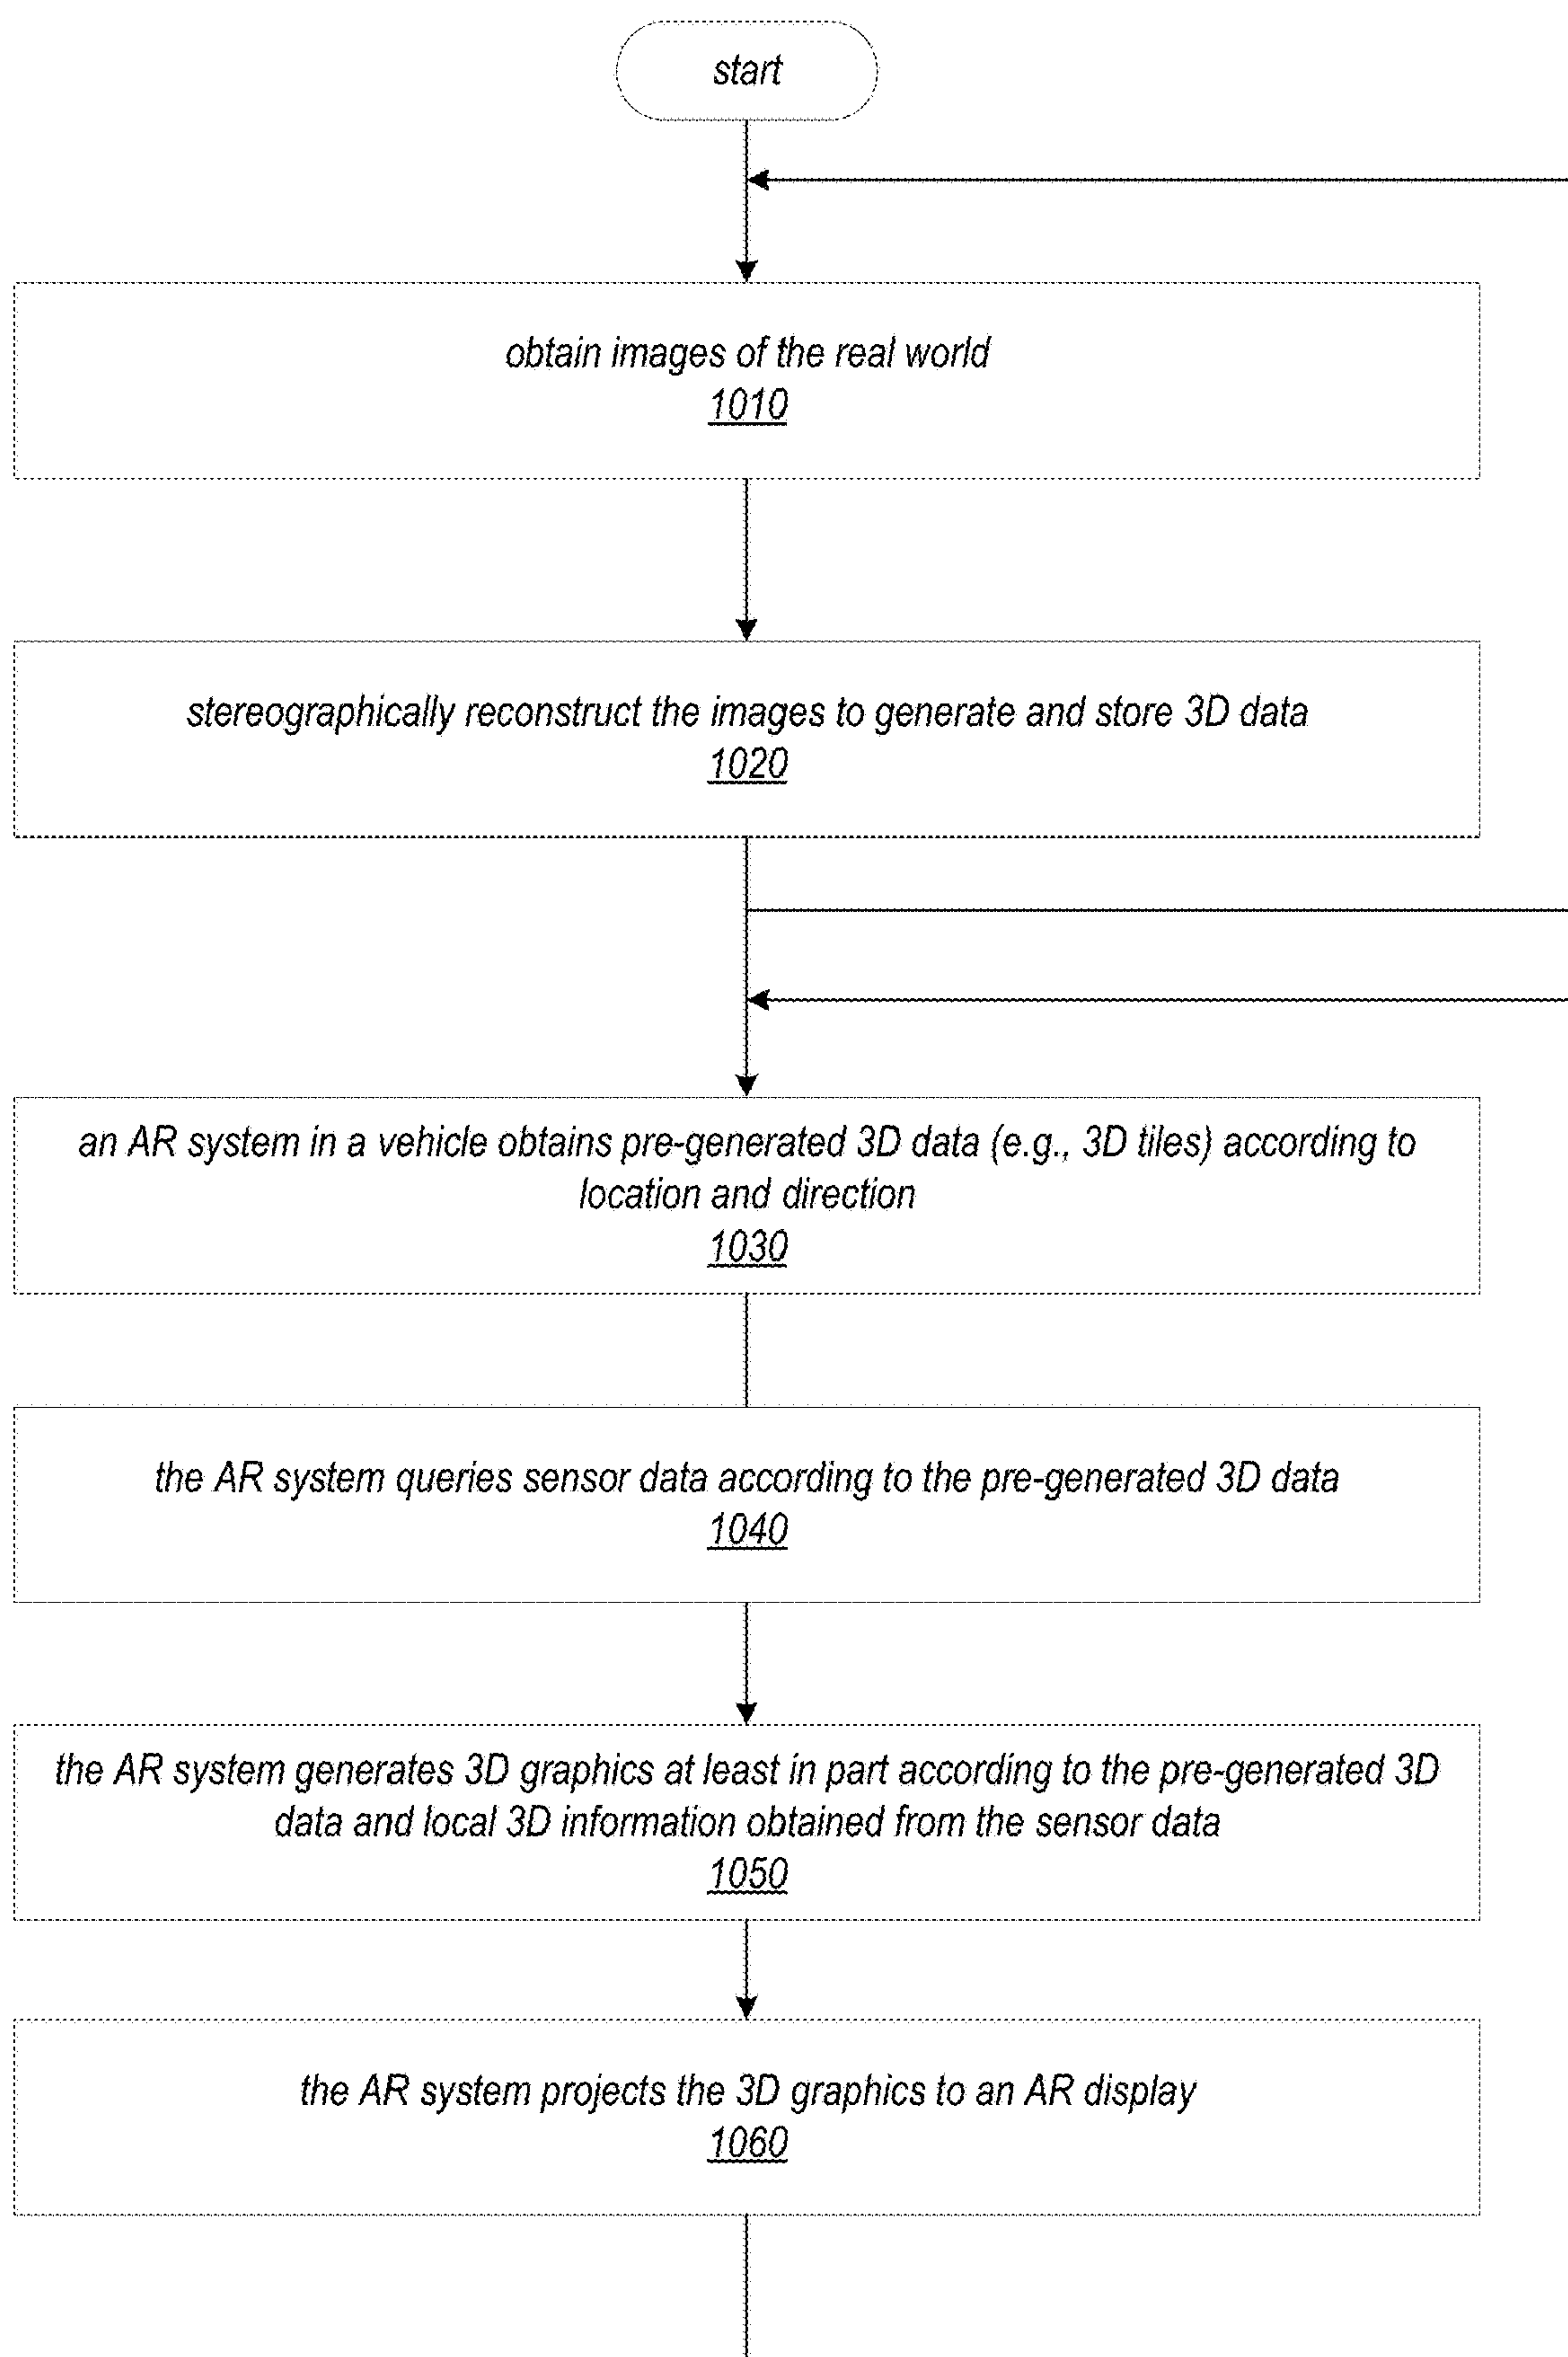 start
obtain images of the real world
1010
stereographically reconstruct the images to generate and store 3D data
1020
an AR system in a vehicle obtains pre-generated 3D data (e.g., 3D tiles) according to
location and direction
1030
the AR system queries sensor data according to the pre-generated 3D data
1040
the AR system generates 3D graphics at least in part according to the pre-generated 3D
data and local 3D information obtained from the sensor data
1050
the AR system projects the 3D graphics to an AR display
1060